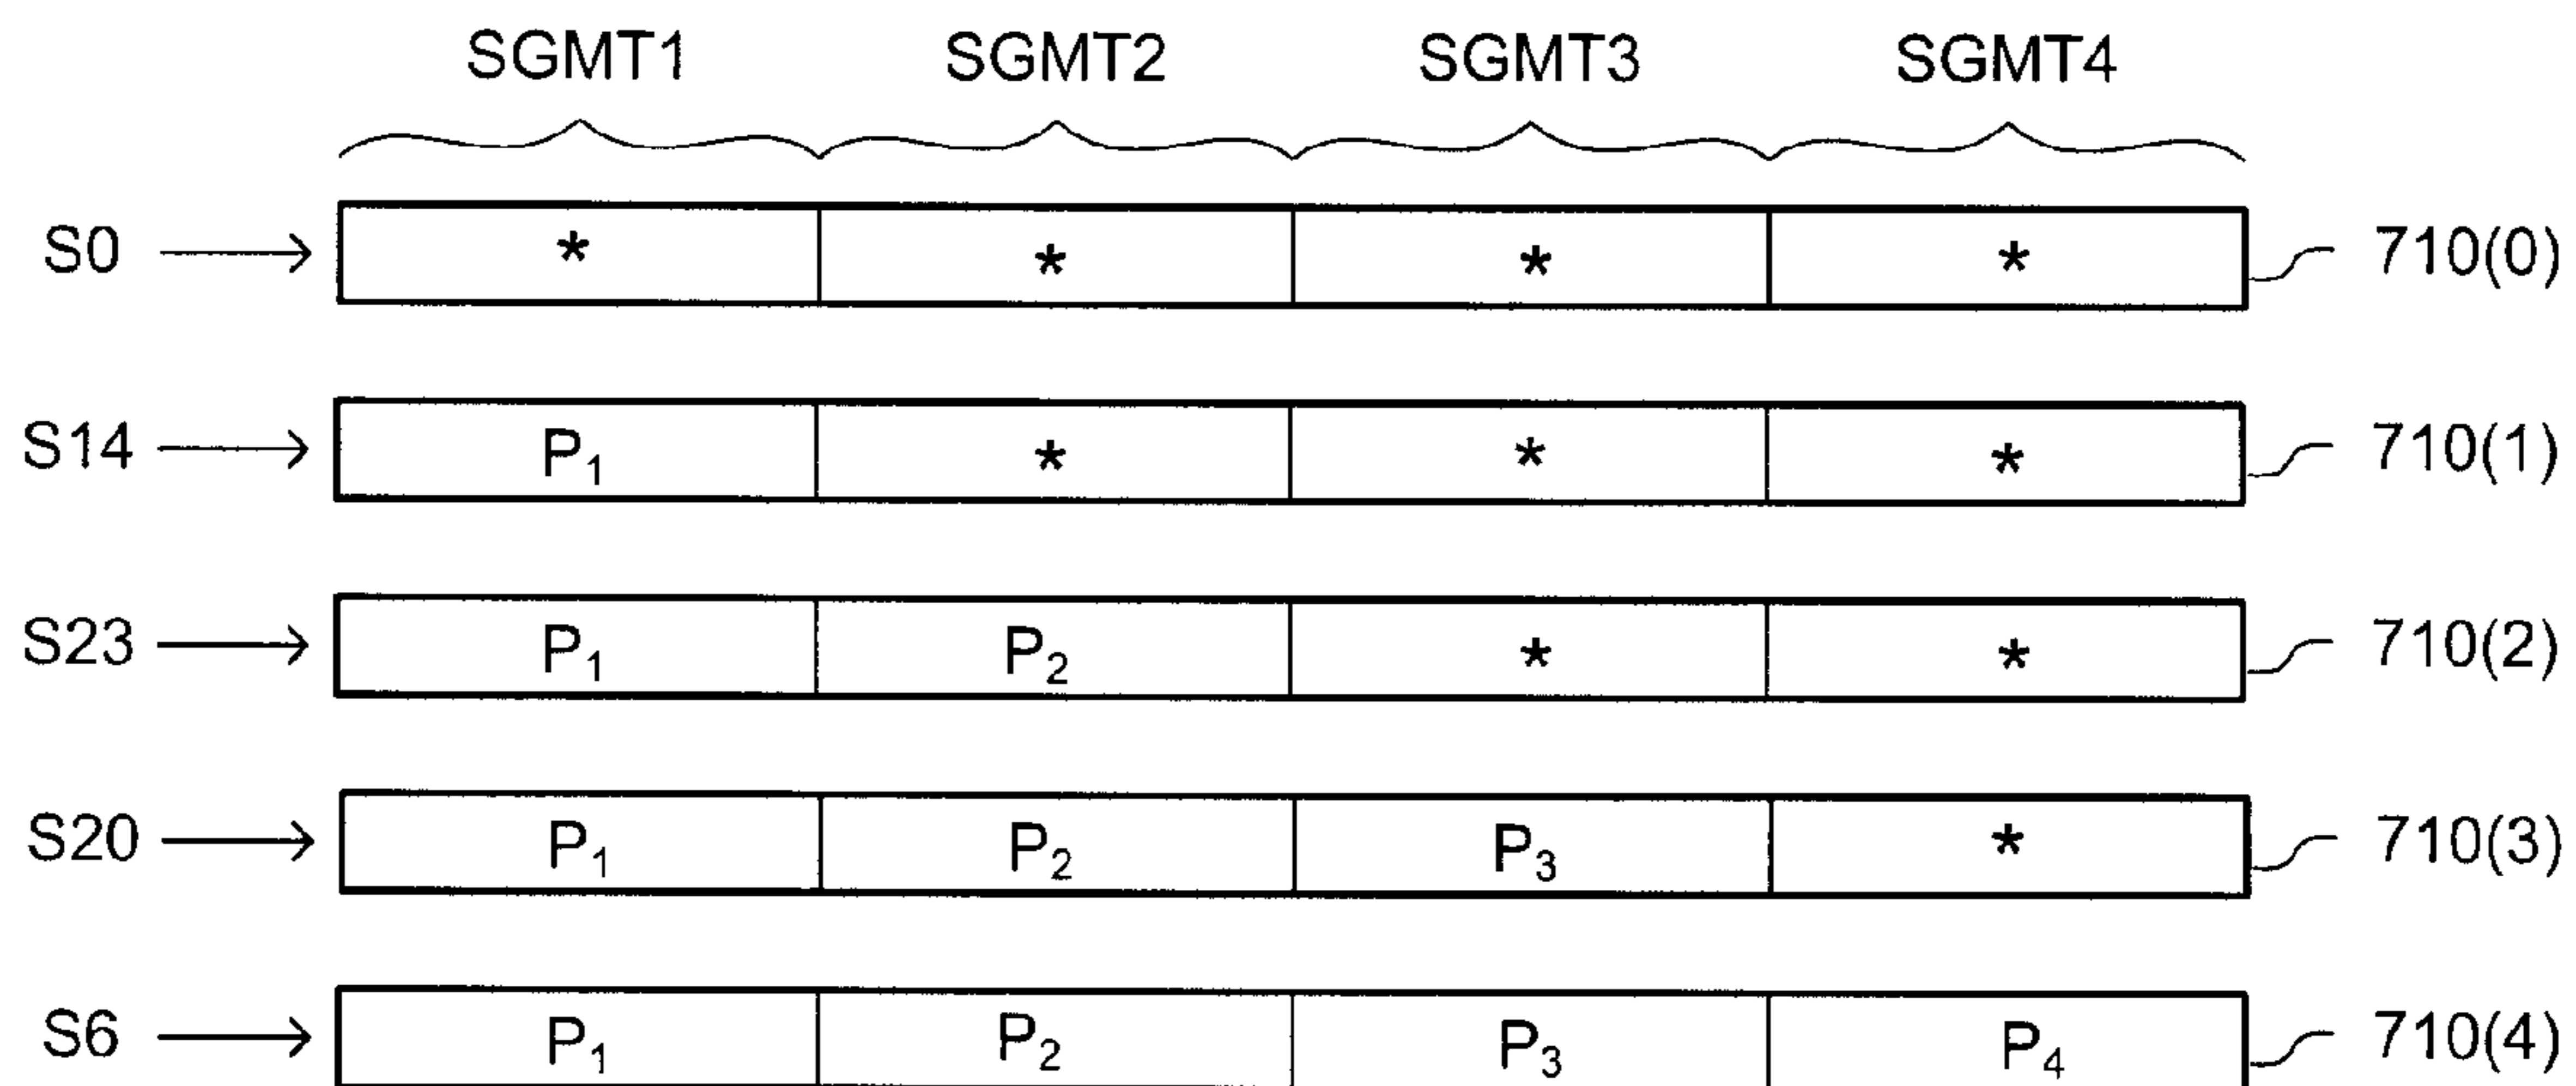 SGMT1 SGMT2 SGMT3 SGMT4
S0 * * * * 710(0)
S14 P1 * * * 710(1)
S23 P1 P2 * * 710(2)
S20 P1 P2 P3 * 710(3)
S6 P1 P2 P3 P4 710(4)